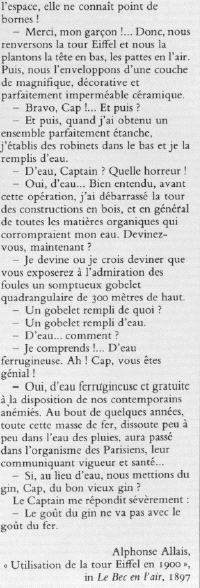 l'espace, elle ne connaît point de
bornes !
– Merci, mon garçon !... Donc, nous
renversons la tour Eiffel et nous la
plantons la tête en bas, les pattes en l'air.
Puis, nous l'enveloppons d'une couche
de magnifique, décorative et
parfaitement imperméable céramique.
– Bravo, Cap !... Et puis ?
– Et puis, quand j'ai obtenu un
ensemble parfaitement étanche,
j'établis des robinets dans le bas et je la
remplis d'eau.
– D'eau, Captain ? Quelle horreur !
– Oui, d'eau... Bien entendu, avant
cette opération, j'ai débarrassé la tour
des constructions en bois, et en général
de toutes les matières organiques qui
corrompraient mon eau. Devinez-
vous, maintenant ?
– Je devine ou je crois deviner que
vous exposerez à l'admiration des
foules un somptueux gobelet
quadrangulaire de 300 mètres de haut.
– Un gobelet rempli de quoi ?
– Un gobelet rempli d'eau.
– D'eau... comment ?
– Je comprends !... D'eau
ferrugineuse. Ah ! Cap, vous êtes
génial !
– Oui, d'eau ferrugineuse et gratuite
à la disposition de nos contemporains
anémiés. Au bout de quelques années,
toute cette masse de fer, dissoute peu à
peu dans l'eau des pluies, aura passé
dans l'organisme des Parisiens, leur
communiquant vigueur et santé...
– Si, au lieu d'eau, nous mettions du
gin, Cap, du bon vieux gin ?
Le Captain me répondit sévèrement :
– Le goût du gin ne va pas avec le
goût du fer.
Alphonse Allais,
« Utilisation de la tour Eiffel en 1900 »,
in Le Bec en l'air, 1897